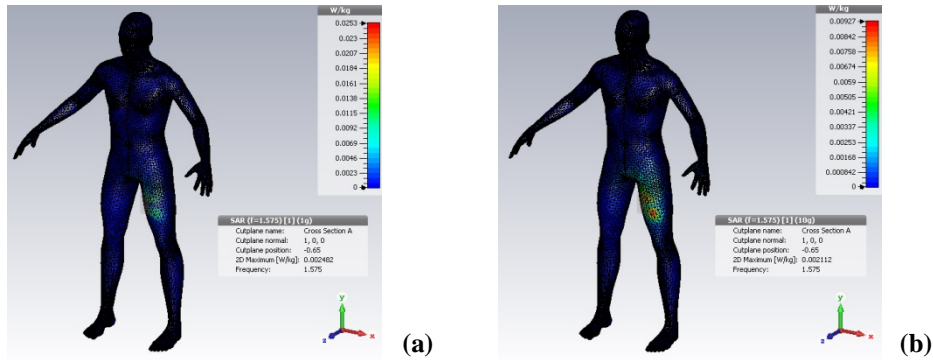 W/kg
0.0253
0.023
0.0207
0.0184
0.0161
0.0138
0.0115
0.0092
0.0069
0.0046
0.0023
0
SAR (f=1.575) [1] (1g)
Cutplane name: Cross Section A
Cutplane normal: 1, 0, 0
Cutplane position: -0.65
2D Maximum [W/kg]: 0.002482
Frequency: 1.575
y
z
x
(a)
W/kg
0.00927
0.00842
0.00758
0.00674
0.0059
0.00505
0.00421
0.00337
0.00253
0.00168
0.000842
0
SAR (f=1.575) [1] (10g)
Cutplane name: Cross Section A
Cutplane normal: 1, 0, 0
Cutplane position: -0.65
2D Maximum [W/kg]: 0.002112
Frequency: 1.575
y
z
x
(b)